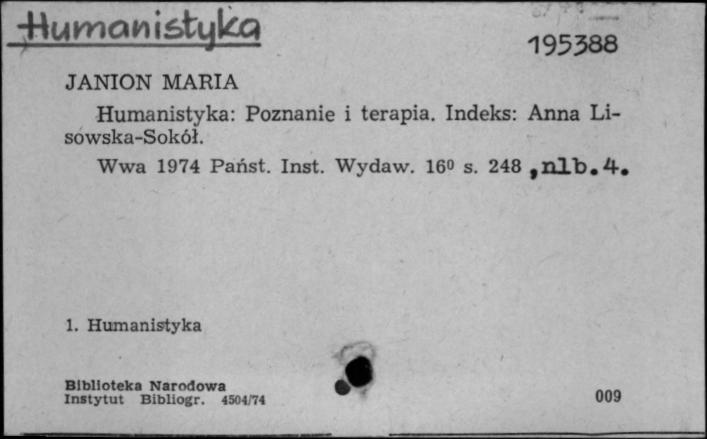 Humanistyka
195388
JANION MARIA
Humanistyka: Poznanie i terapia. Indeks: Anna Li-
sowska-Sokół.
Wwa 1974 Państ. Inst. Wydaw. 16⁰ s. 248 , nlb. 4.
1. Humanistyka
Biblioteka Narodowa
Instytut Bibliogr. 4504/74
009